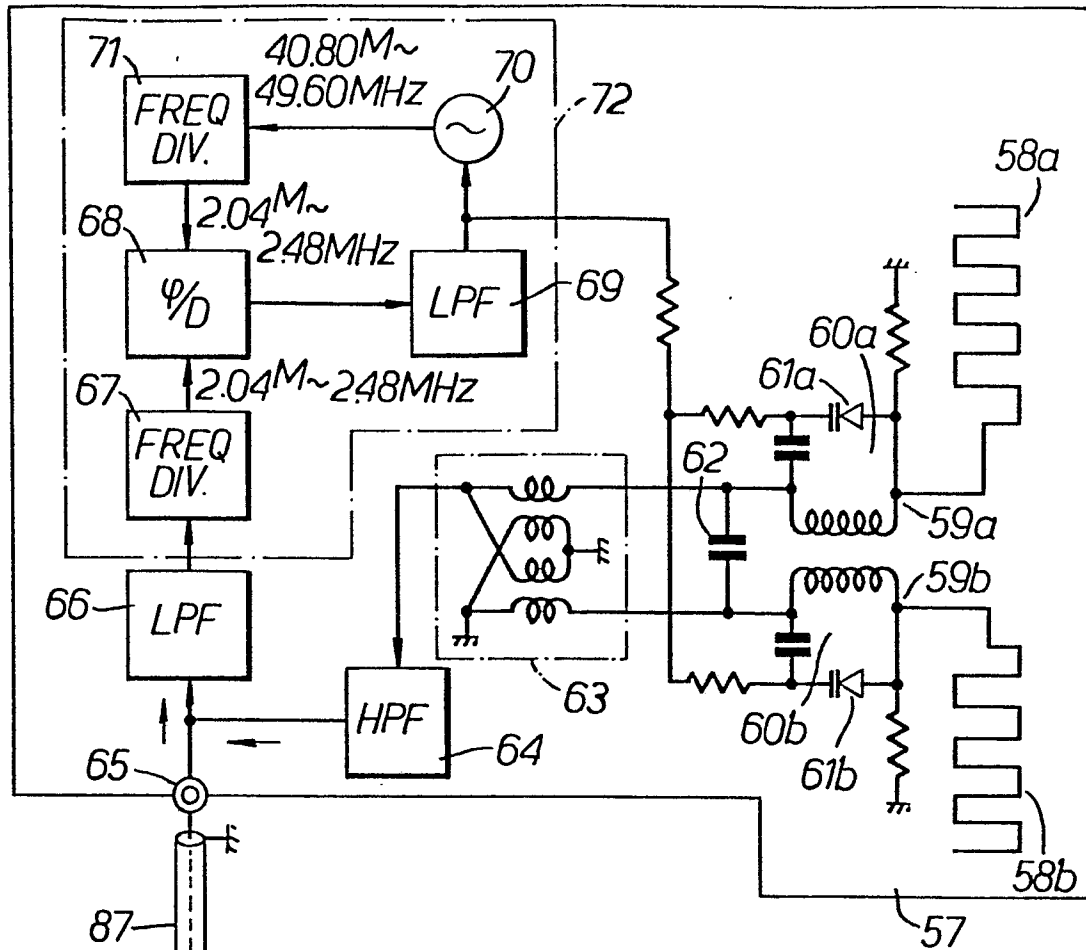 71
40.80M~
49.60MHz
70
72
FREQ
DIV.
58a
68
2.04M~
2.48MHz
φ/D
LPF
69
60a
61a
67
2.04M~2.48MHz
FREQ
DIV.
62
59a
59b
66
LPF
63
HPF
60b
64
61b
65
58b
57
87